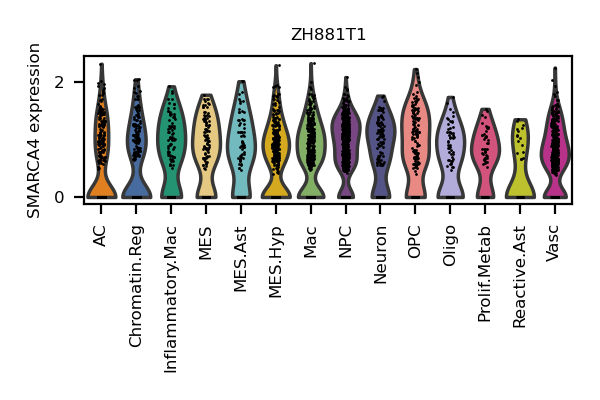 ZH881T1
SMARCA4 expression
2
0
AC
Chromatin.Reg
Inflammatory.Mac
MES
MES.Ast
MES.Hyp
Mac
NPC
Neuron
OPC
Oligo
Prolif.Metab
Reactive.Ast
Vasc